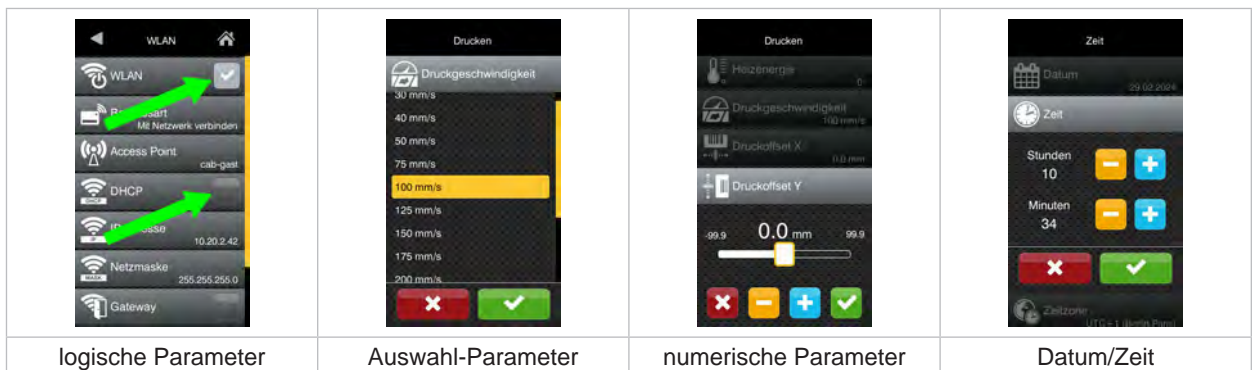 WLAN
WLAN
Mit Netzwerk verbinden
Access Point
cab-gast
DHCP
DHCP
IP
10.20.2.42
Netzmaske
MASK
255.255.255.0
Gateway
logische Parameter
Drucken
Druckgeschwindigkeit
30 mm/s
40 mm/s
50 mm/s
75 mm/s
100 mm/s
125 mm/s
150 mm/s
175 mm/s
200 mm/s
Auswahl-Parameter
Drucken
Heizenergie
0
Druckgeschwindigkeit
100 mm/s
Druckoffset X
0.0 mm
Druckoffset Y
-99.9 0.0 mm 99.9
numerische Parameter
Zeit
Datum
29.02.2024
Zeit
Stunden
10
Minuten
34
Zeitzone
Datum/Zeit